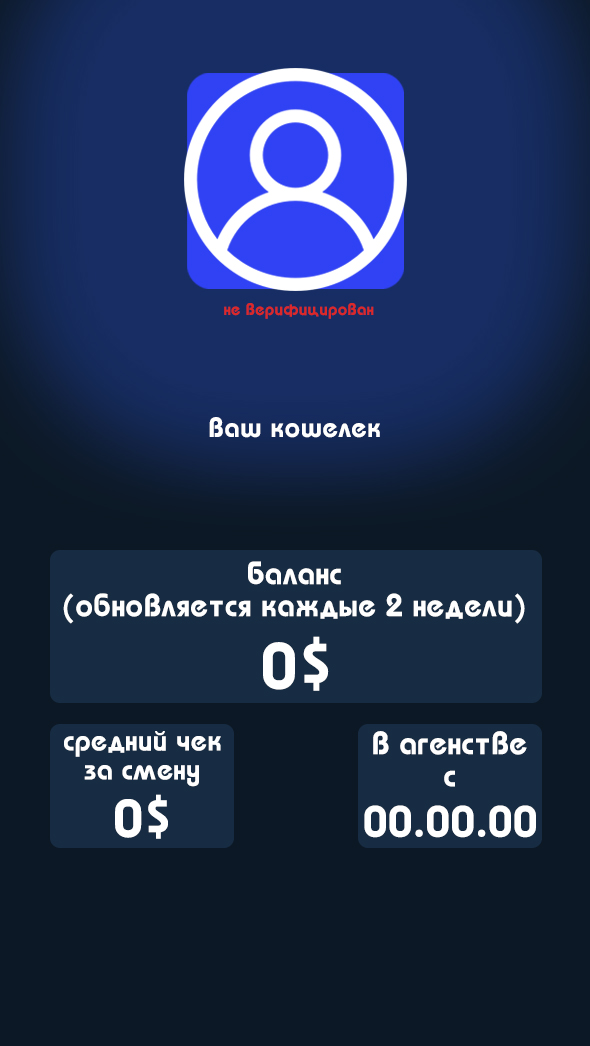 не верифицирован
Ваш кошелек
баланс
(обновляется каждые 2 недели)
0$
средний чек
за смену
0$
В агенстве
с
00.00.00